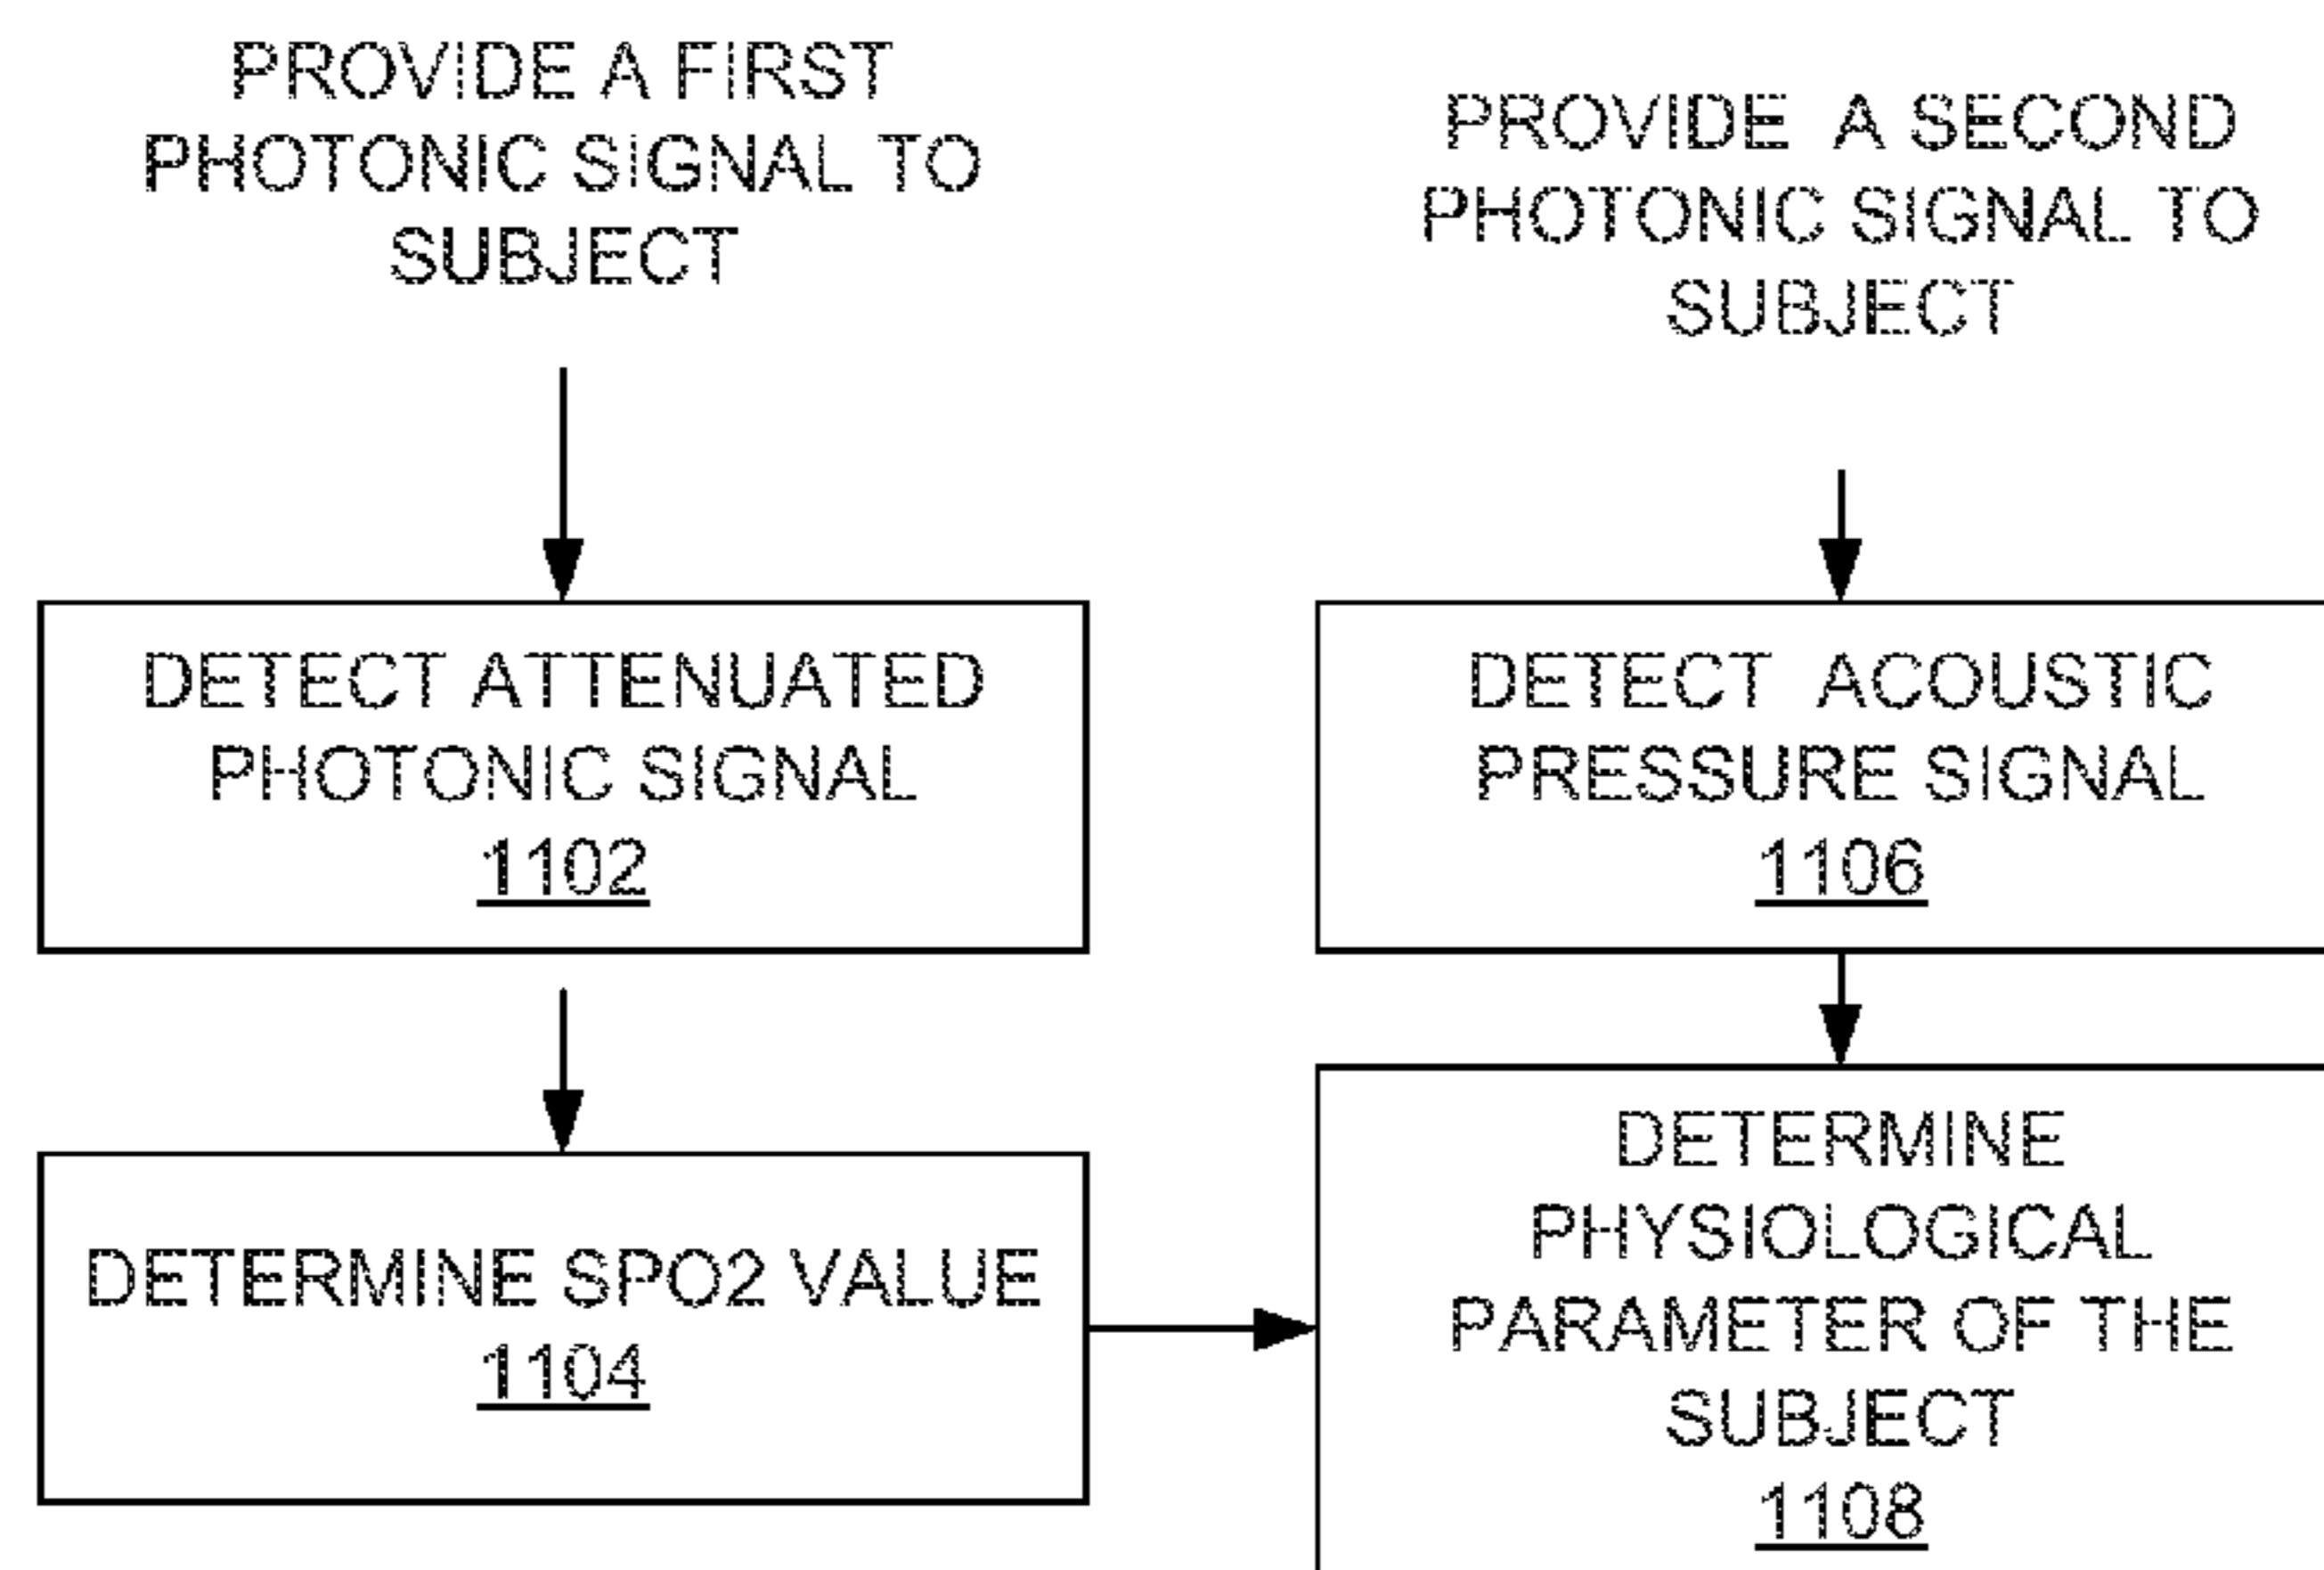 PROVIDE A FIRST
PHOTONIC SIGNAL TO
SUBJECT
DETECT ATTENUATED
PHOTONIC SIGNAL
1102
DETERMINE SPO2 VALUE
1104
PROVIDE A SECOND
PHOTONIC SIGNAL TO
SUBJECT
DETECT ACOUSTIC
PRESSURE SIGNAL
1106
DETERMINE
PHYSIOLOGICAL
PARAMETER OF THE
SUBJECT
1108